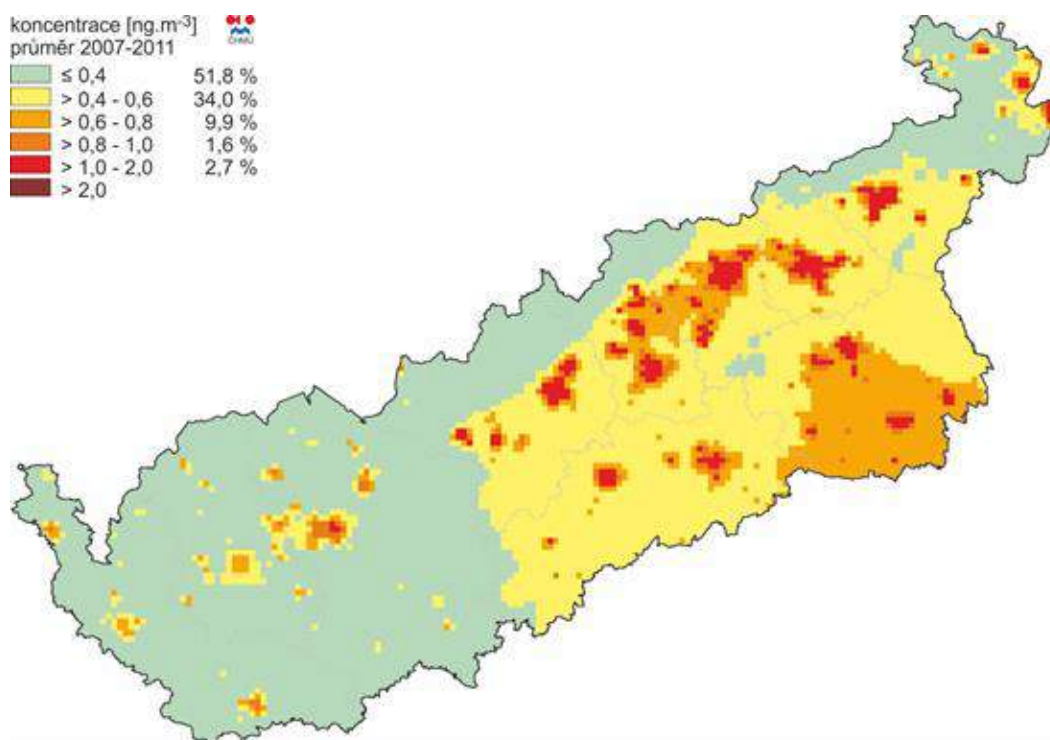 koncentrace [ng.m-3]
průměr 2007-2011
ČHMÚ
≤ 0,4 51,8 %
> 0,4 - 0,6 34,0 %
> 0,6 - 0,8 9,9 %
> 0,8 - 1,0 1,6 %
> 1,0 - 2,0 2,7 %
> 2,0